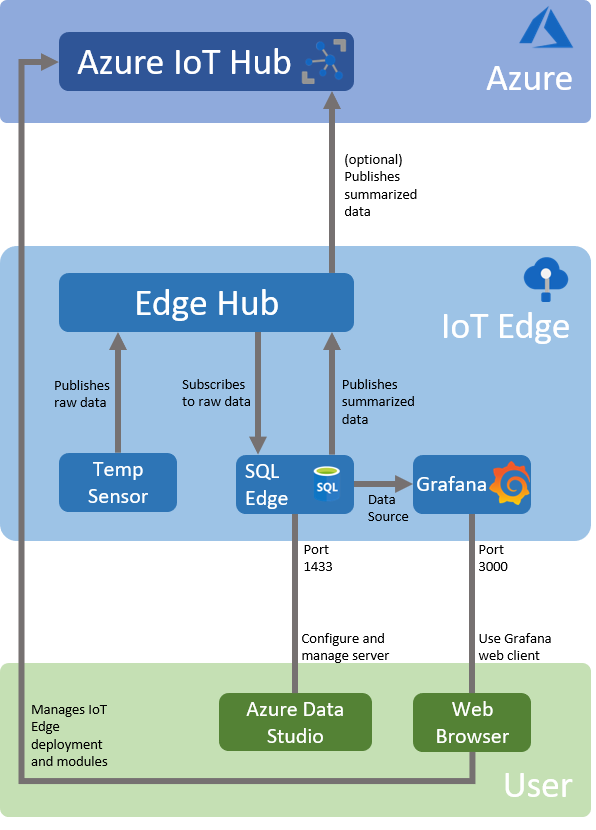 Azure IoT Hub
Azure
(optional)
Publishes
summarized
data
Edge Hub
IoT Edge
Publishes
raw data
Subscribes
to raw data
Publishes
summarized
data
Temp
Sensor
SQL
Edge
SQL
Data
Source
Grafana
Port
1433
Port
3000
Configure and
manage server
Use Grafana
web client
Manages IoT
Edge
deployment
and modules
Azure Data
Studio
Web
Browser
User